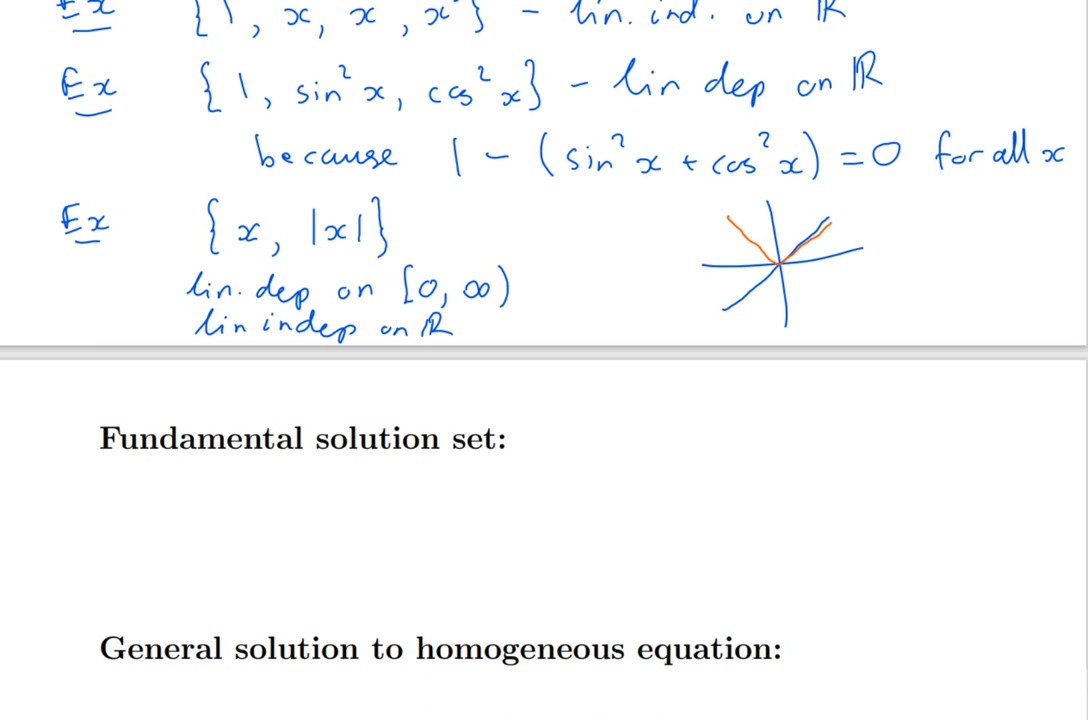 Ex {1, x, x², x³} - lin. ind. on ℝ
Ex {1, sin²x, cos²x} - lin dep on ℝ
because 1 - (sin²x + cos²x) = 0 for all x
Ex {x, |x|}
lin. dep on [0, ∞)
lin indep on ℝ
Fundamental solution set:
General solution to homogeneous equation: